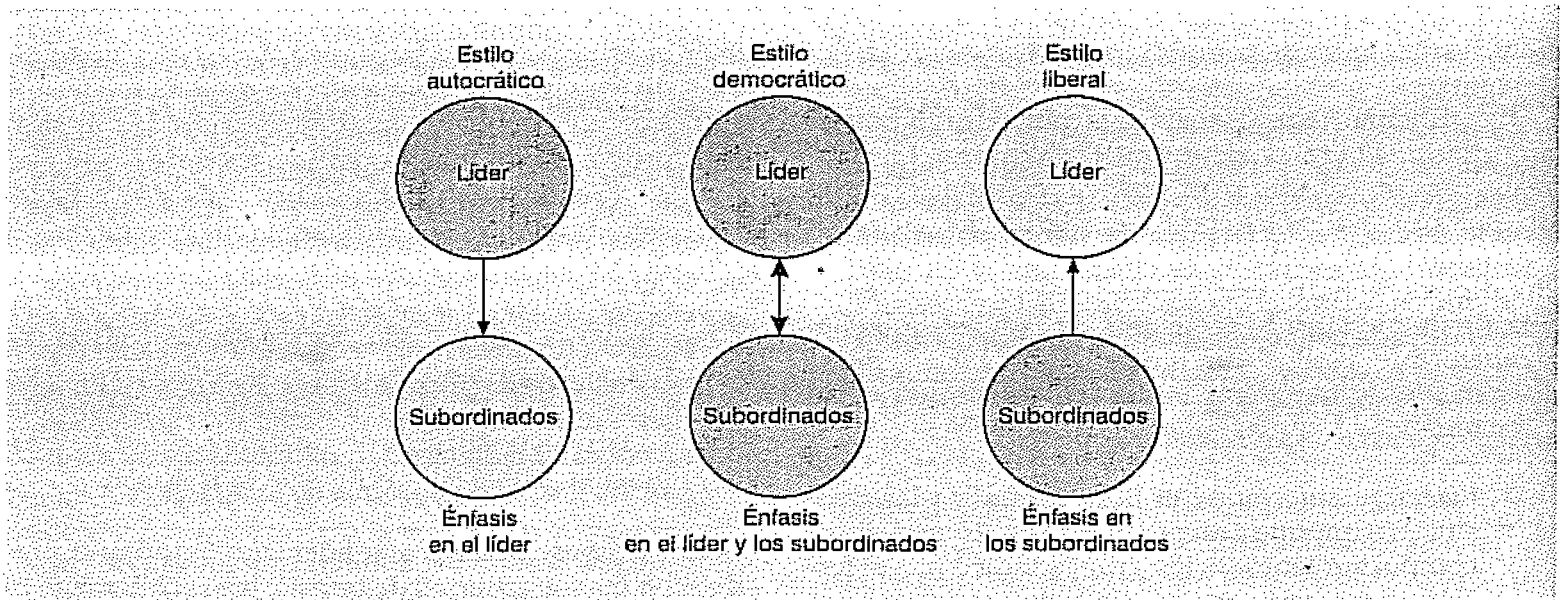 Estilo
autocrático
Estilo
democrático
Estilo
liberal
Líder
Líder
Líder
Subordinados
Subordinados
Subordinados
Énfasis
en el líder
Énfasis
en el líder y los subordinados
Énfasis en
los subordinados